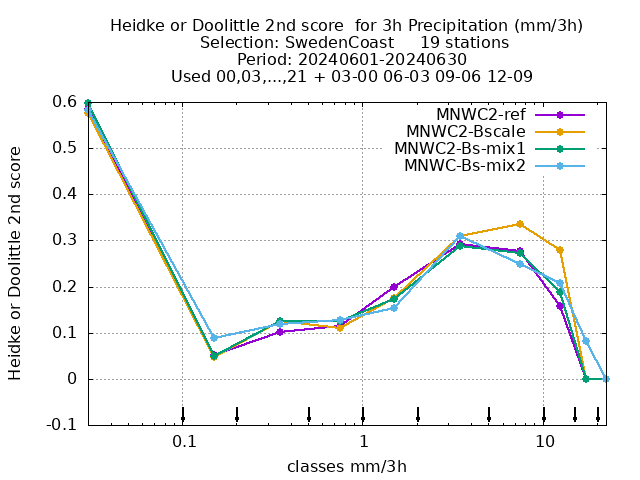 Heidke or Doolittle 2nd score  for 3h Precipitation (mm/3h)
Selection: SwedenCoast     19 stations
Period: 20240601-20240630
Used 00,03,...,21 + 03-00 06-03 09-06 12-09
MNWC2-ref
MNWC2-Bscale
MNWC2-Bs-mix1
MNWC-Bs-mix2
Heidke or Doolittle 2nd score
0.6
0.5
0.4
0.3
0.2
0.1
0
-0.1
0.1 1 10
classes mm/3h